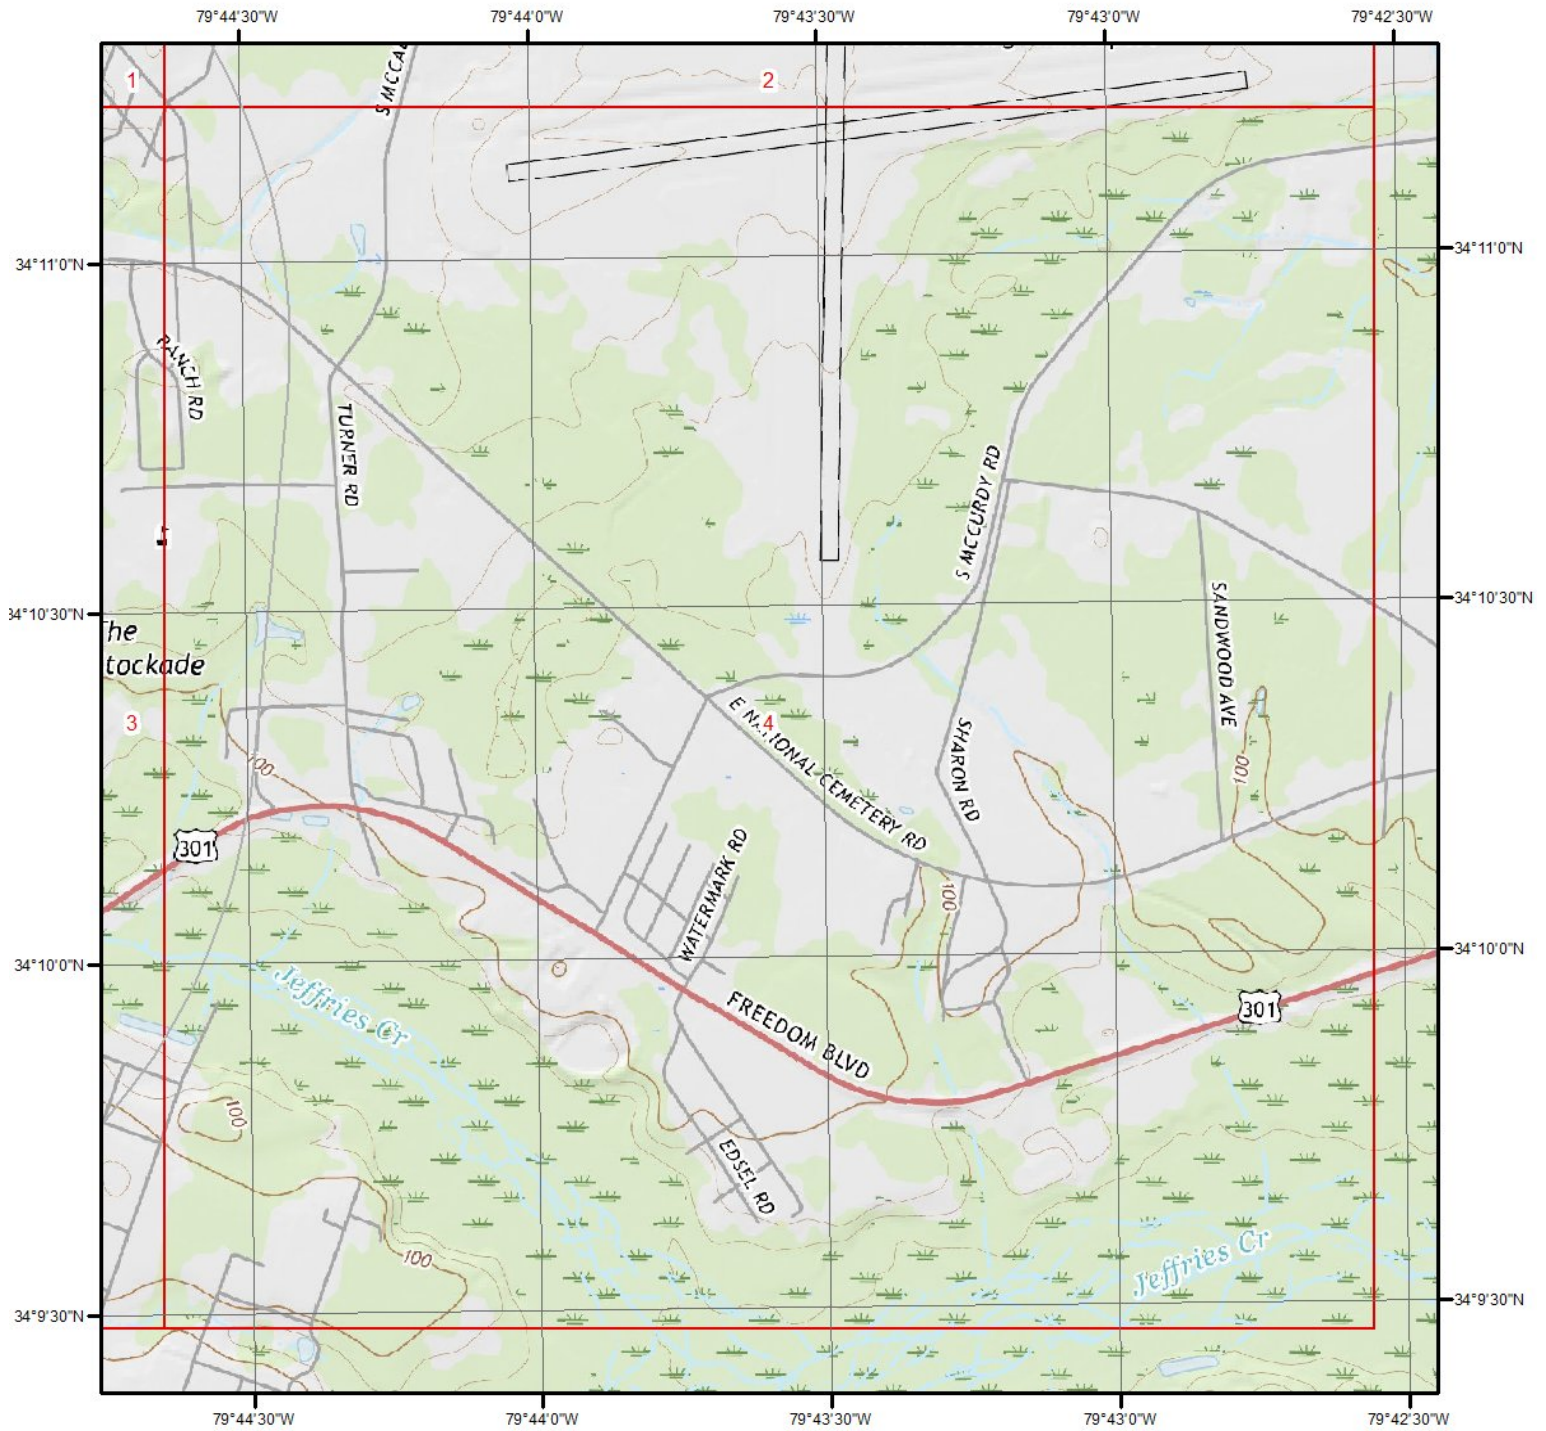 79°44'30"W 79°44'0"W 79°43'30"W 79°43'0"W 79°42'30"W
1
2
S MCCA
34°11'0"N
34°11'0"N
RANCH RD
TURNER RD
S MCCURDY RD
34°10'30"N
34°10'30"N
SANDWOOD AVE
he
tockade
3
4
E NATIONAL CEMETERY RD
SHARON RD
100
100
301
WATERMARK RD
100
34°10'0"N
34°10'0"N
Jeffries Cr
FREEDOM BLVD
301
100
EDSEL RD
100
Jeffries Cr
34°9'30"N
34°9'30"N
79°44'30"W 79°44'0"W 79°43'30"W 79°43'0"W 79°42'30"W